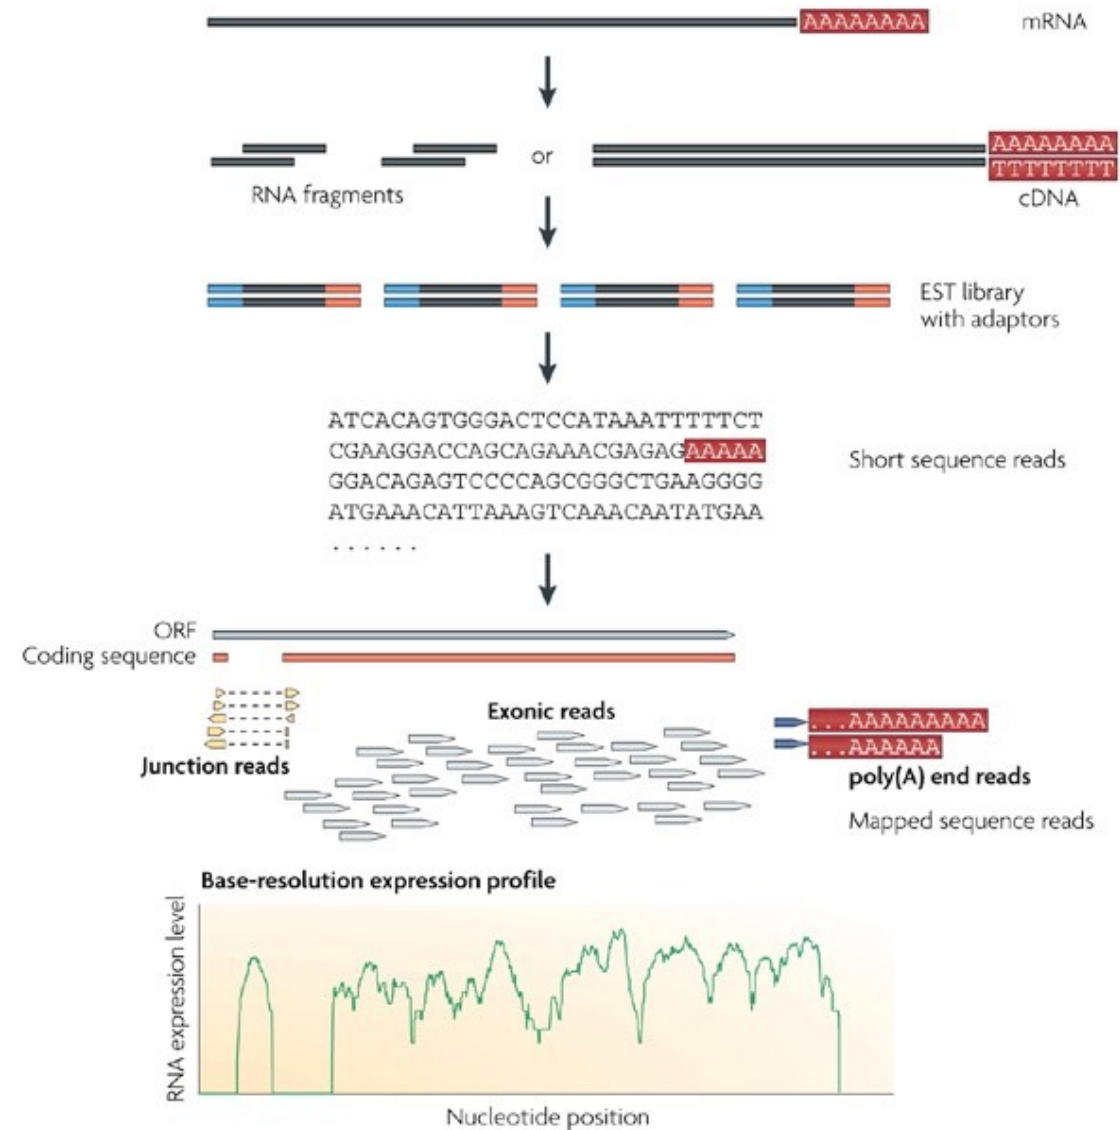 AAAAAAAA mRNA
AAAAAAAA
or
TTTTTTTT
RNA fragments
cDNA
EST library
with adaptors
ATCACAGTGGGACTCCATAAATTTTTCT
CGAAGGACCAGCAGAAACGAGAGAAAAA
Short sequence reads
GGACAGAGTCCCCAGCGGGCTGAAGGGG
ATGAAACATTAAAGTCAAACAATATGAA
. . . . . .
ORF
Coding sequence
Exonic reads
...AAAAAAAAA
...AAAAAA
Junction reads
poly(A) end reads
Mapped sequence reads
Base-resolution expression profile
RNA expression level
Nucleotide position